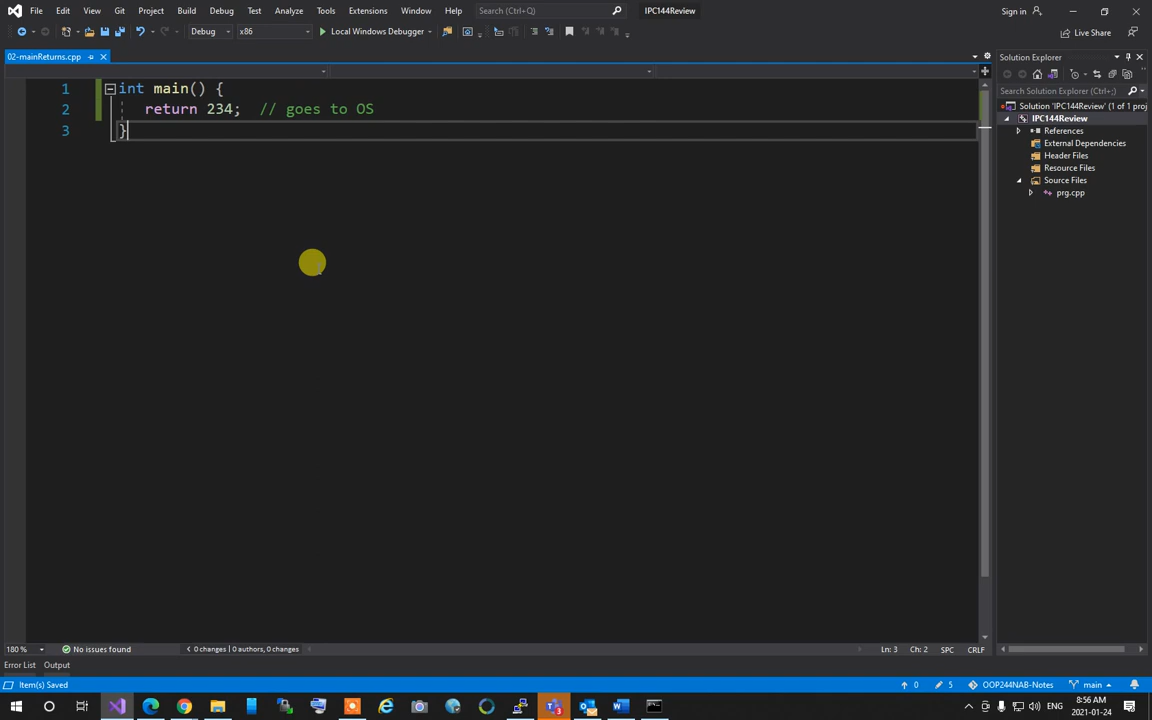 File Edit View Git Project Build Debug Test Analyze Tools Extensions Window Help Search (Ctrl+Q) IPC144Review Sign in
Debug x86 Local Windows Debugger Live Share
02-mainReturns.cpp Solution Explorer
Search Solution Explorer (Ctrl+;)
Solution 'IPC144Review' (1 of 1 proj
IPC144Review
References
External Dependencies
Header Files
Resource Files
Source Files
prg.cpp
1 int main() {
2 return 234; // goes to OS
3 }
180 % No issues found 0 changes | 0 authors, 0 changes Ln: 3 Ch: 2 SPC CRLF
Error List Output
Item(s) Saved 0 5 OOP244NAB-Notes main
8:56 AM
2021-01-24